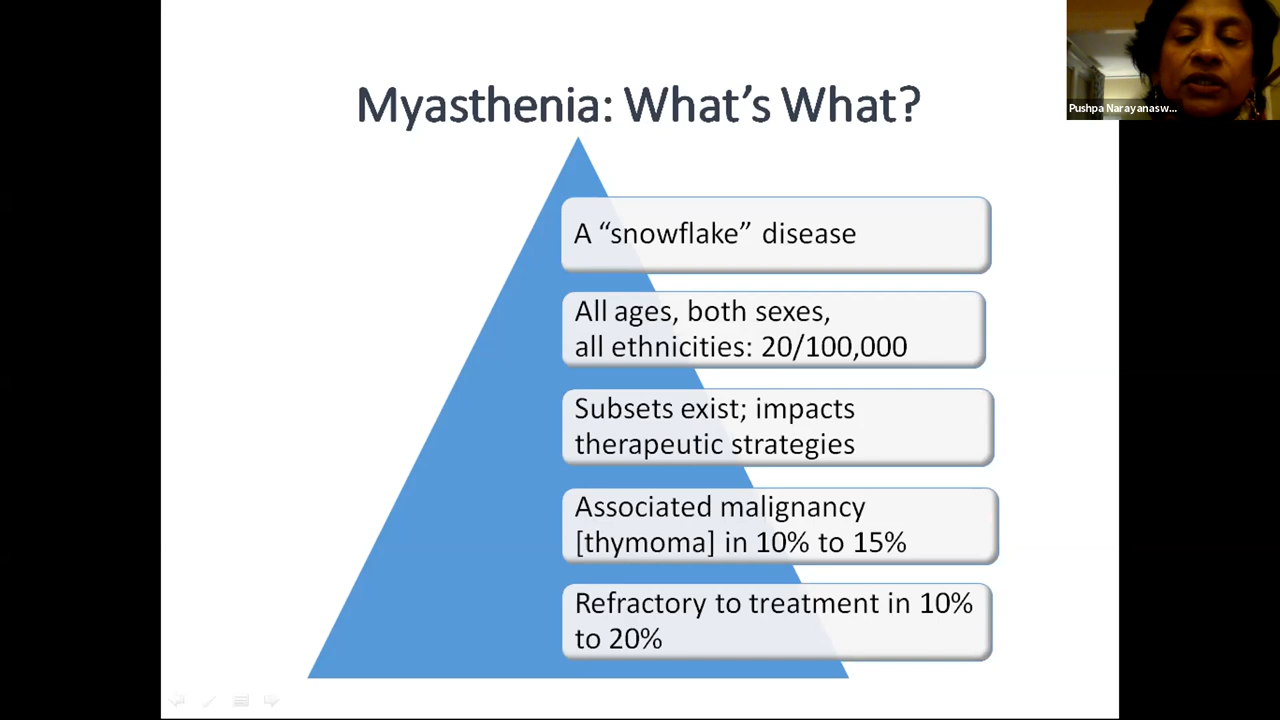 Myasthenia: What's What?
Pushpa Narayanasw...
A “snowflake” disease
All ages, both sexes,
all ethnicities: 20/100,000
Subsets exist; impacts
therapeutic strategies
Associated malignancy
[thymoma] in 10% to 15%
Refractory to treatment in 10%
to 20%